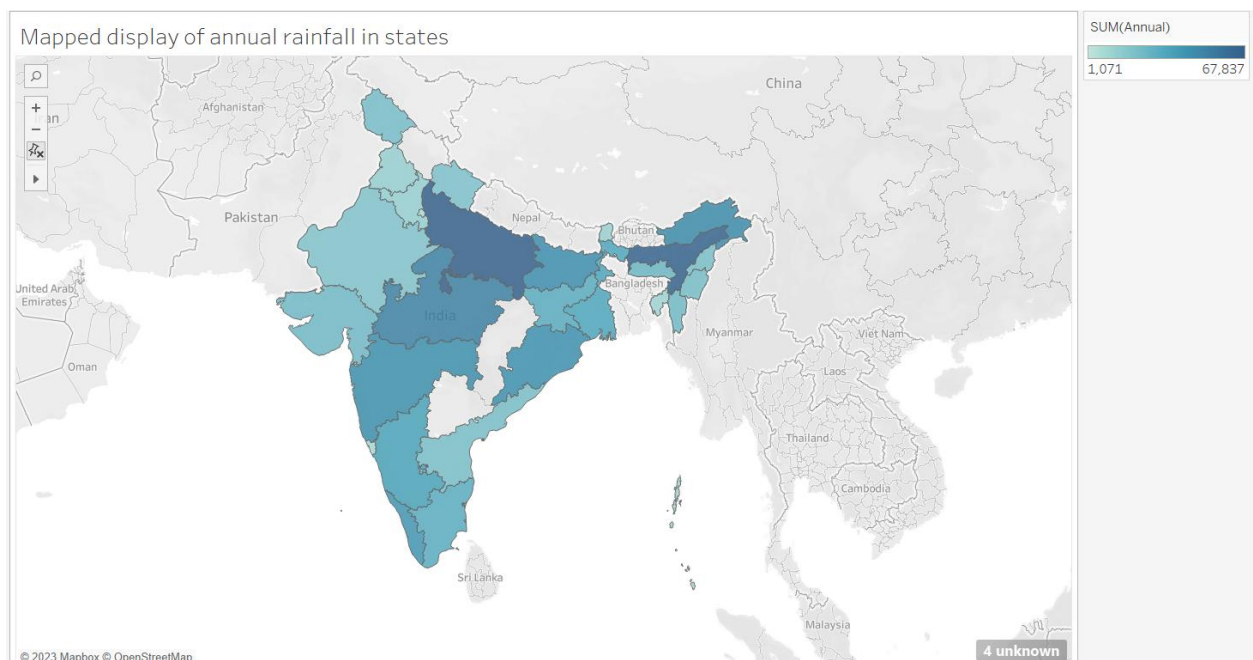 Mapped display of annual rainfall in states
SUM(Annual)
1,071 67,837
China
Afghanistan
Pakistan
Nepal
Bhutan
United Arab
Emirates
Bangladesh
India
Myanmar
Viet Nam
Oman
Laos
Thailand
Cambodia
Sri Lanka
Malaysia
4 unknown
© 2023 Mapbox © OpenStreetMap